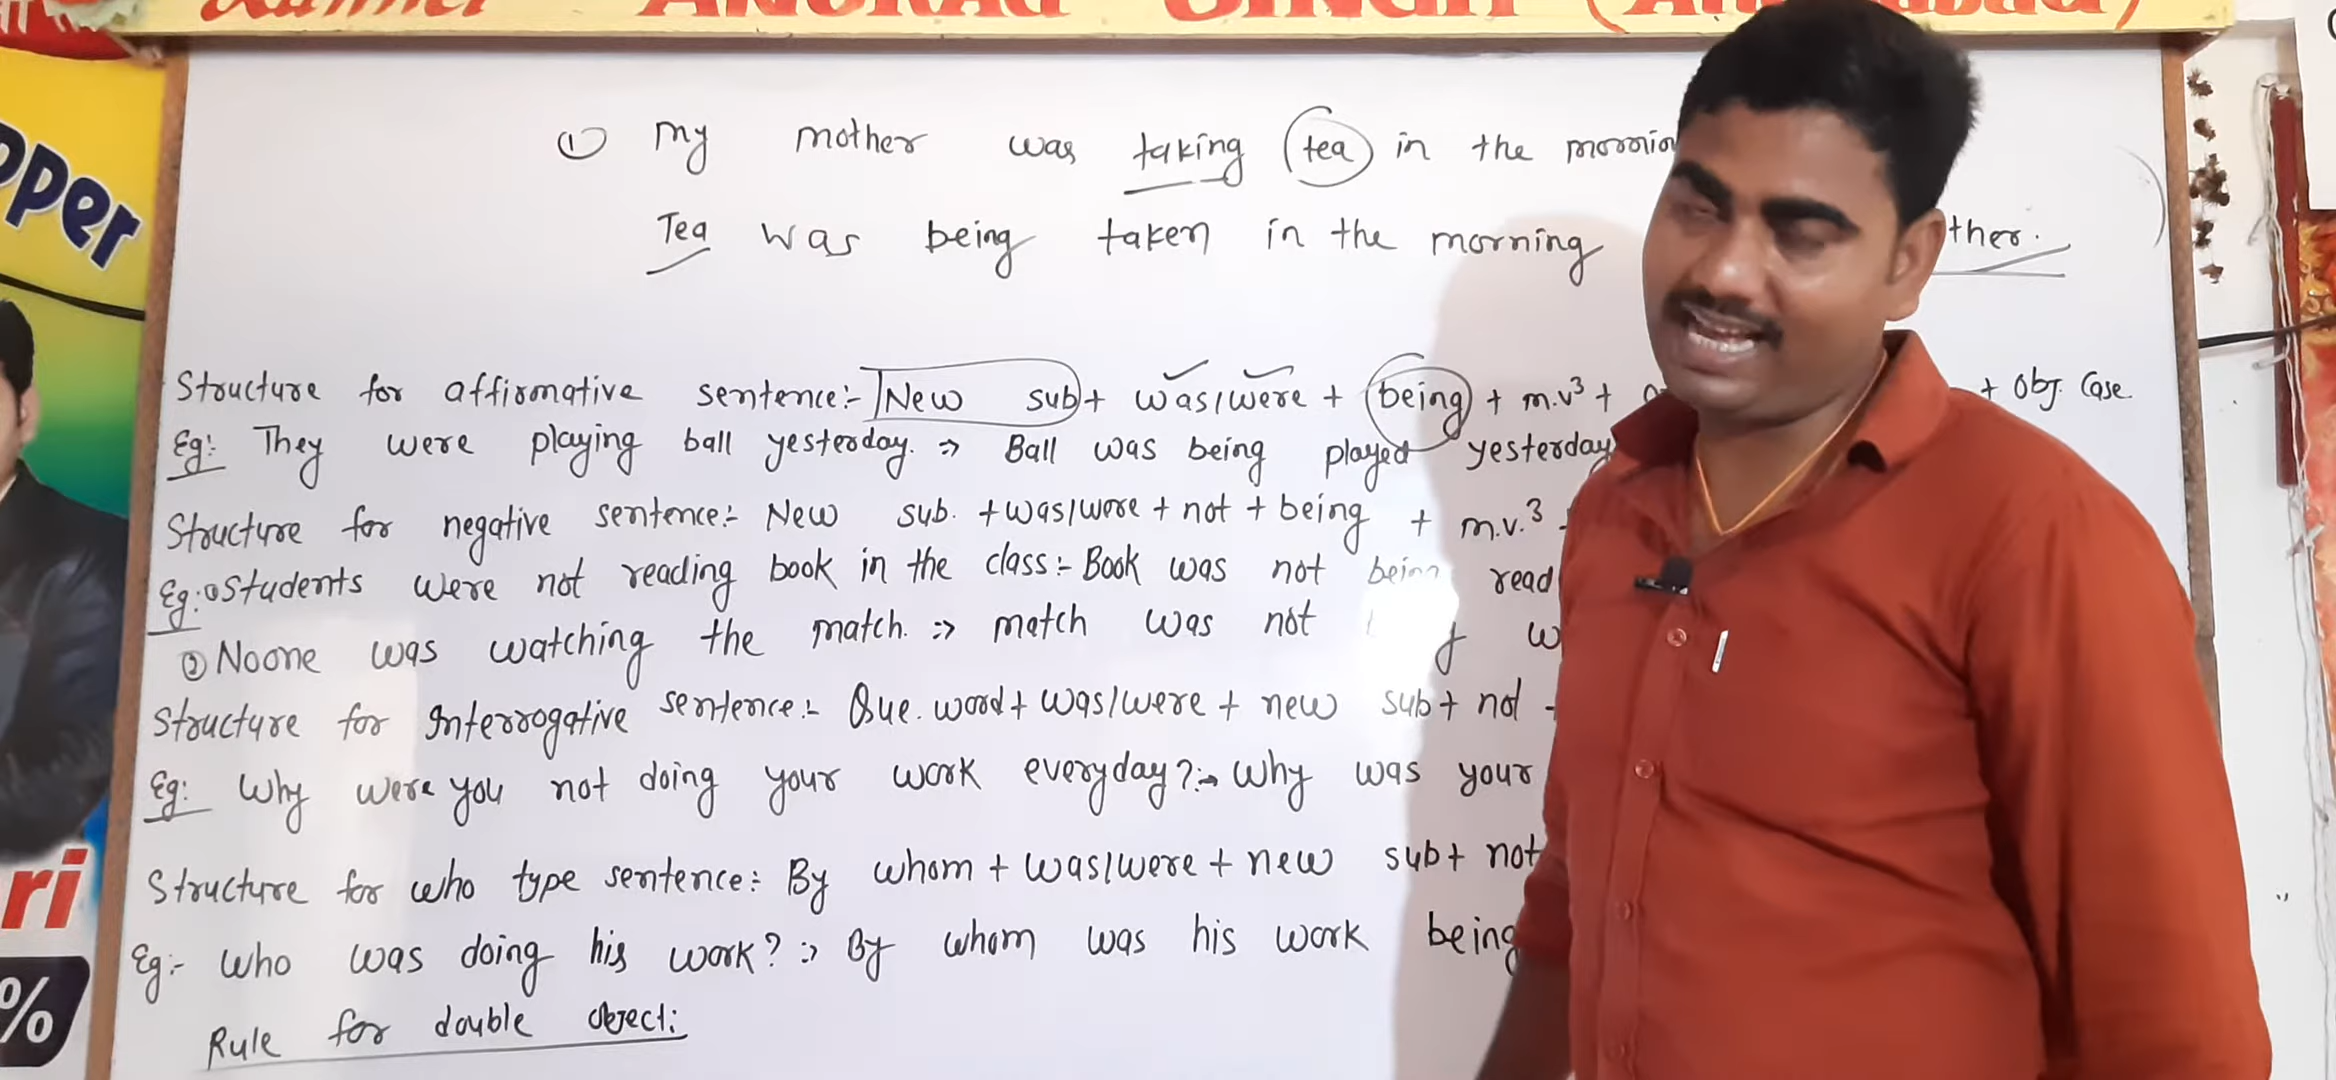 ANURAG SINGH
① My mother was taking tea in the
Tea was being taken in the morning ther.
Structure for affirmative sentence:- New sub + was/were + being + m.v³ + + Obj. Case.
Eg:- They were playing ball yesterday. => Ball was being played yesterday
Structure for negative sentence:- New sub. + was/were + not + being + m.v.³
Eg:- ① Students were not reading book in the class:- Book was not being read
② Noone was watching the match. => match was not
Structure for Interrogative sentence:- Que. word + was/were + new sub + not
Eg:- Why were you not doing your work everyday? :-> Why was your
Structure for who type sentence:- By whom + was/were + new sub + not
Eg:- who was doing his work? => By whom was his work being
Rule for double object:
pper
ri
%